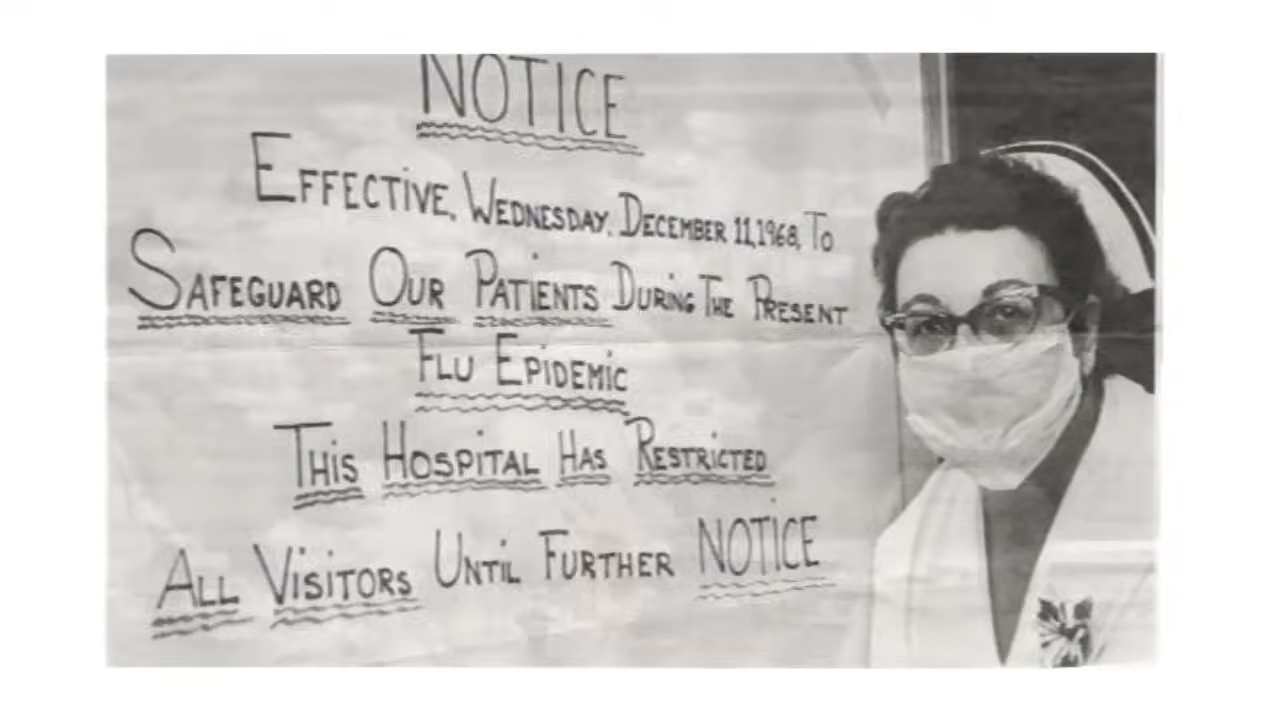 NOTICE
EFFECTIVE, WEDNESDAY, DECEMBER 11, 1968, TO
SAFEGUARD OUR PATIENTS DURING THE PRESENT
FLU EPIDEMIC
THIS HOSPITAL HAS RESTRICTED
ALL VISITORS UNTIL FURTHER NOTICE